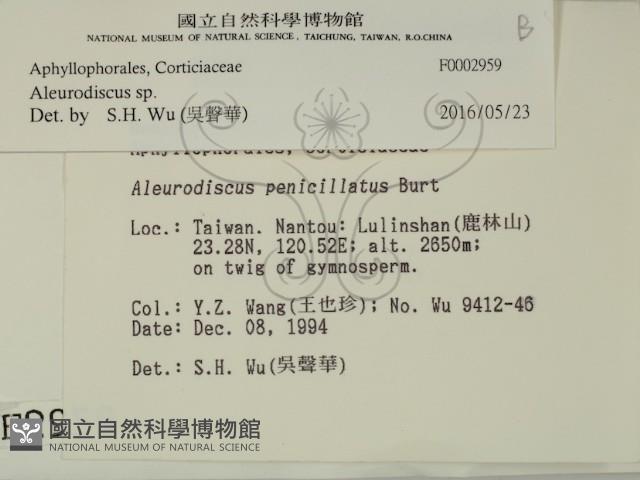 國立自然科學博物館
NATIONAL MUSEUM OF NATURAL SCIENCE, TAICHUNG, TAIWAN, R.O.CHINA
B
Aphyllophorales, Corticiaceae F0002959
Aleurodiscus sp.
Det. by S.H. Wu (吳聲華) 2016/05/23
Aphyllophorales, Corticiaceae
Aleurodiscus penicillatus Burt
Loc.: Taiwan. Nantou: Lulinshan(鹿林山)
23.28N, 120.52E; alt. 2650m;
on twig of gymnosperm.
Col.: Y.Z. Wang(王也珍); No. Wu 9412-46
Date: Dec. 08, 1994
Det.: S.H. Wu(吳聲華)
國立自然科學博物館
NATIONAL MUSEUM OF NATURAL SCIENCE